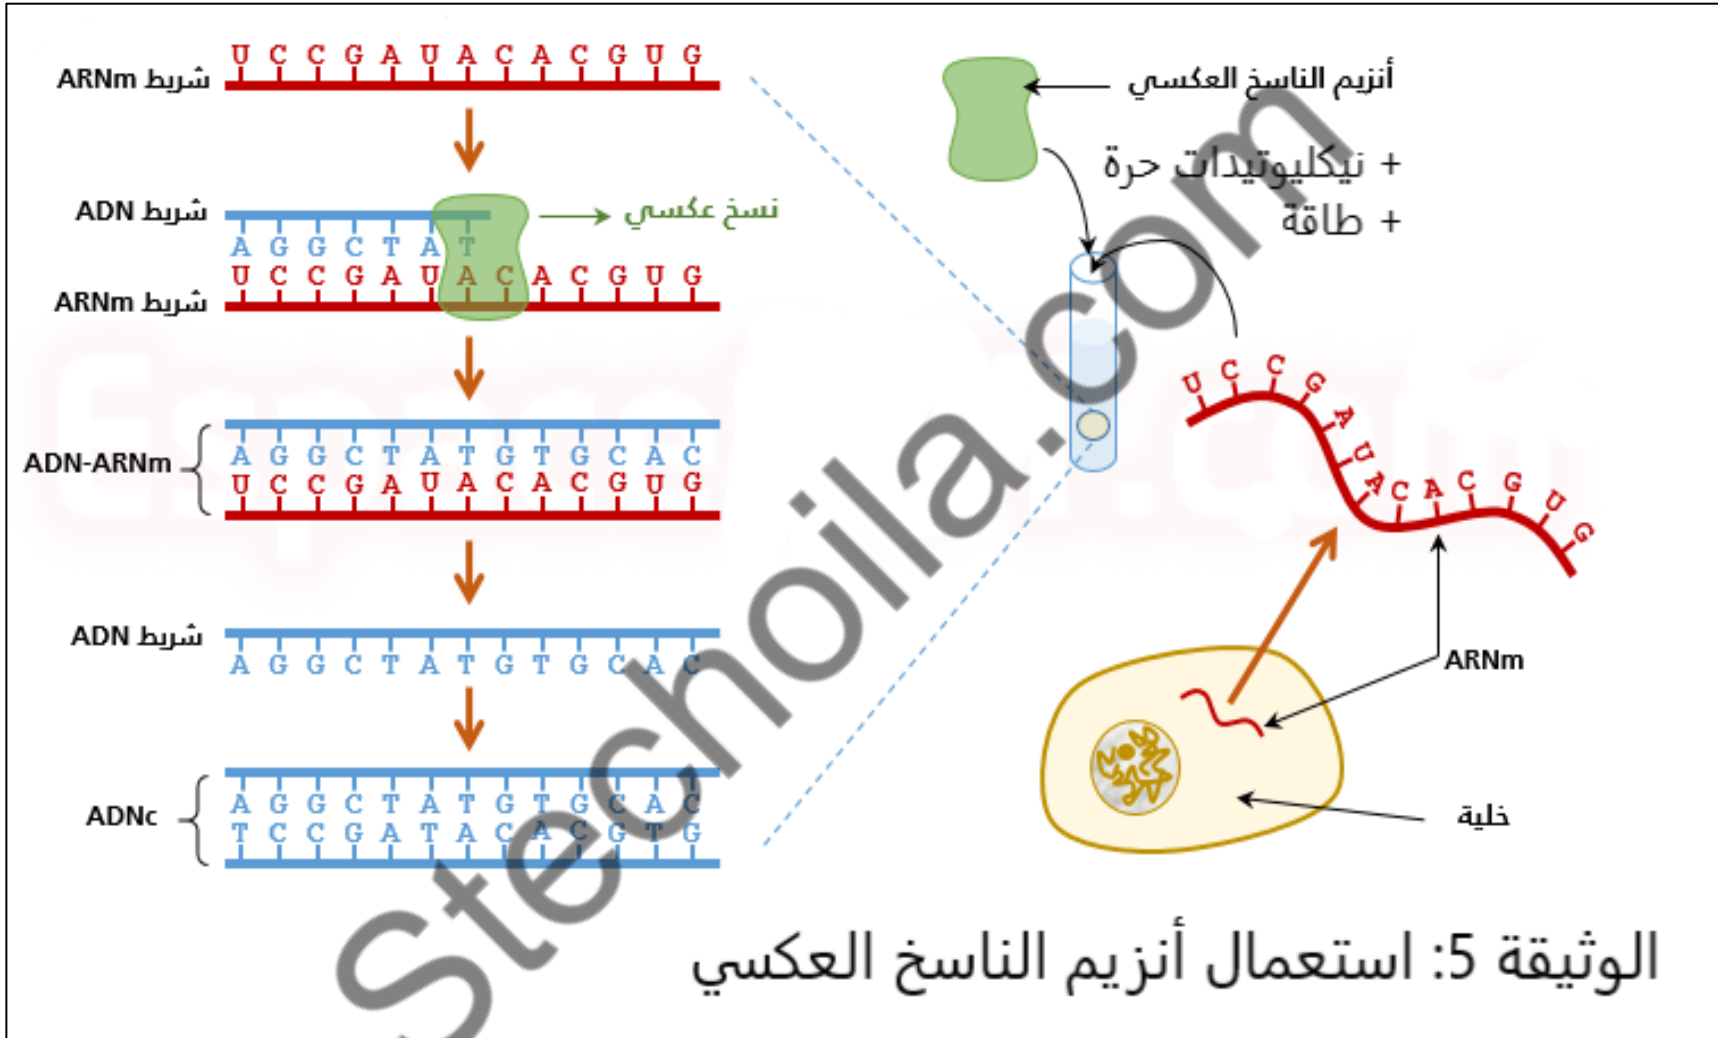 U C C G A U A C A C G U G
شريط ARNm
شريط ADN
A G G C T A T
نسخ عكسي
U C C G A U A C A C G U G
شريط ARNm
ADN-ARNm
A G G C T A T G T G C A C
U C C G A U A C A C G U G
شريط ADN
A G G C T A T G T G C A C
ADNc
A G G C T A T G T G C A C
T C C G A T A C A C G T G
أنزيم الناسخ العكسي
+ نيكليوتيدات حرة
+ طاقة
U C C G A U A C A C G U G
ARNm
خلية
Stechoila.com
الوثيقة 5: استعمال أنزيم الناسخ العكسي